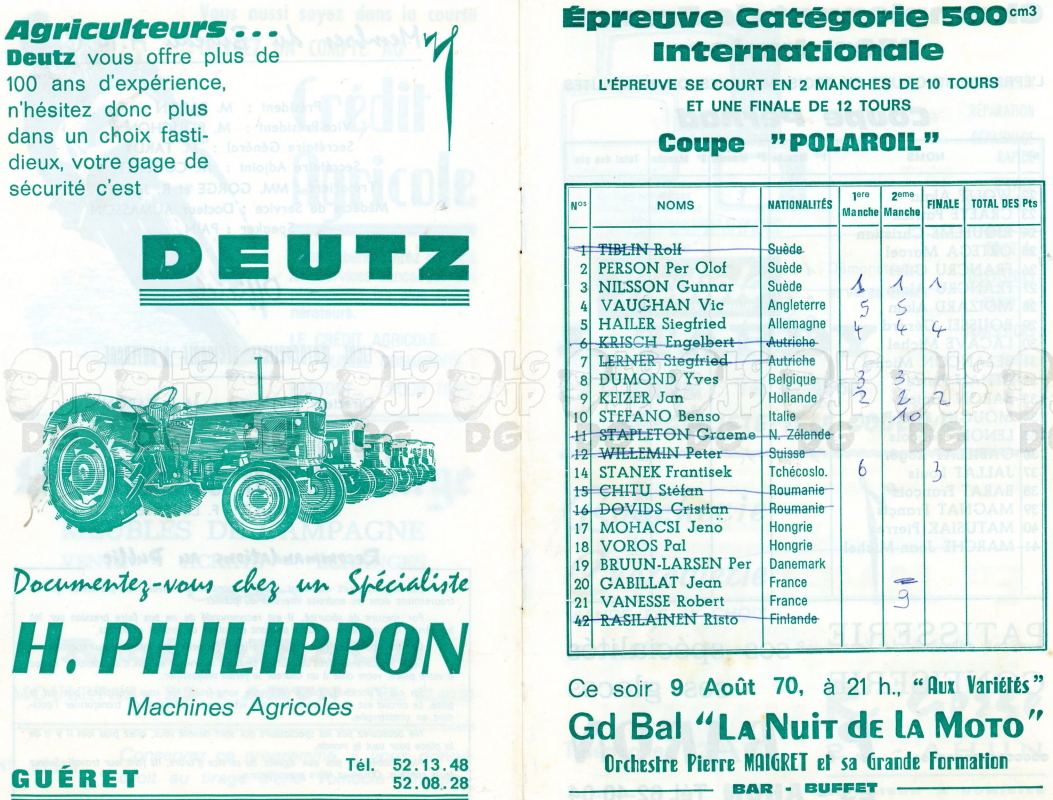 Agriculteurs ...
Deutz vous offre plus de
100 ans d'expérience,
n'hésitez donc plus
dans un choix fasti-
dieux, votre gage de
sécurité c'est
DEUTZ
Documentez-vous chez un Spécialiste
H. PHILIPPON
Machines Agricoles
GUÉRET
Tél. 52.13.48
52.08.28
Épreuve Catégorie 500 cm3
Internationale
L'ÉPREUVE SE COURT EN 2 MANCHES DE 10 TOURS
ET UNE FINALE DE 12 TOURS
Coupe "POLAROIL"
Nos NOMS NATIONALITÉS 1ere Manche 2eme Manche FINALE TOTAL DES Pts
1 TIBLIN Rolf Suède
2 PERSON Per Olof Suède
3 NILSSON Gunnar Suède 1 1 1
4 VAUGHAN Vic Angleterre 5 5
5 HAILER Siegfried Allemagne 4 4 4
6 KRISCH Engelbert Autriche
7 LERNER Siegfried Autriche
8 DUMOND Yves Belgique 3 3
9 KEIZER Jan Hollande 2 2 2
10 STEFANO Benso Italie 10
11 STAPLETON Graeme N. Zélande
12 WILLEMIN Peter Suisse
14 STANEK Frantisek Tchécoslo. 6 3
15 CHITU Stéfan Roumanie
16 DOVIDS Cristian Roumanie
17 MOHACSI Jenö Hongrie
18 VOROS Pal Hongrie
19 BRUUN-LARSEN Per Danemark
20 GABILLAT Jean France
21 VANESSE Robert France 9
42 RASILAINEN Risto Finlande
Ce soir 9 Août 70, à 21 h., "Aux Variétés"
Gd Bal "LA NUIT DE LA MOTO"
Orchestre Pierre MAIGRET et sa Grande Formation
BAR - BUFFET